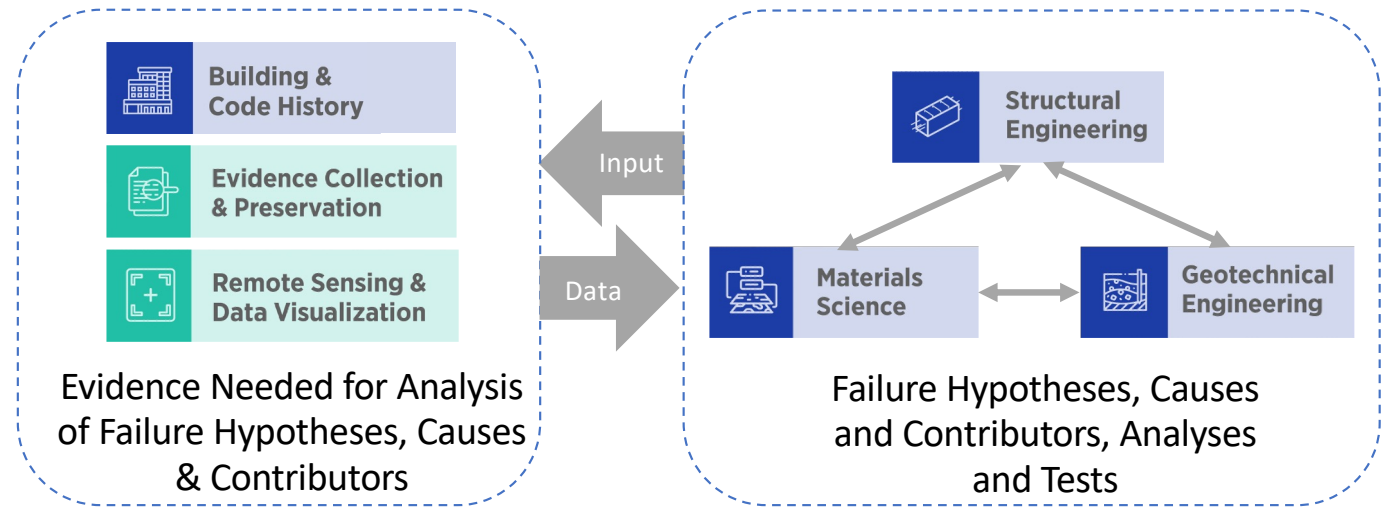 Building &
Code History
Evidence Collection
& Preservation
Remote Sensing &
Data Visualization
Evidence Needed for Analysis
of Failure Hypotheses, Causes
& Contributors
Input
Data
Structural
Engineering
Materials
Science
Geotechnical
Engineering
Failure Hypotheses, Causes
and Contributors, Analyses
and Tests